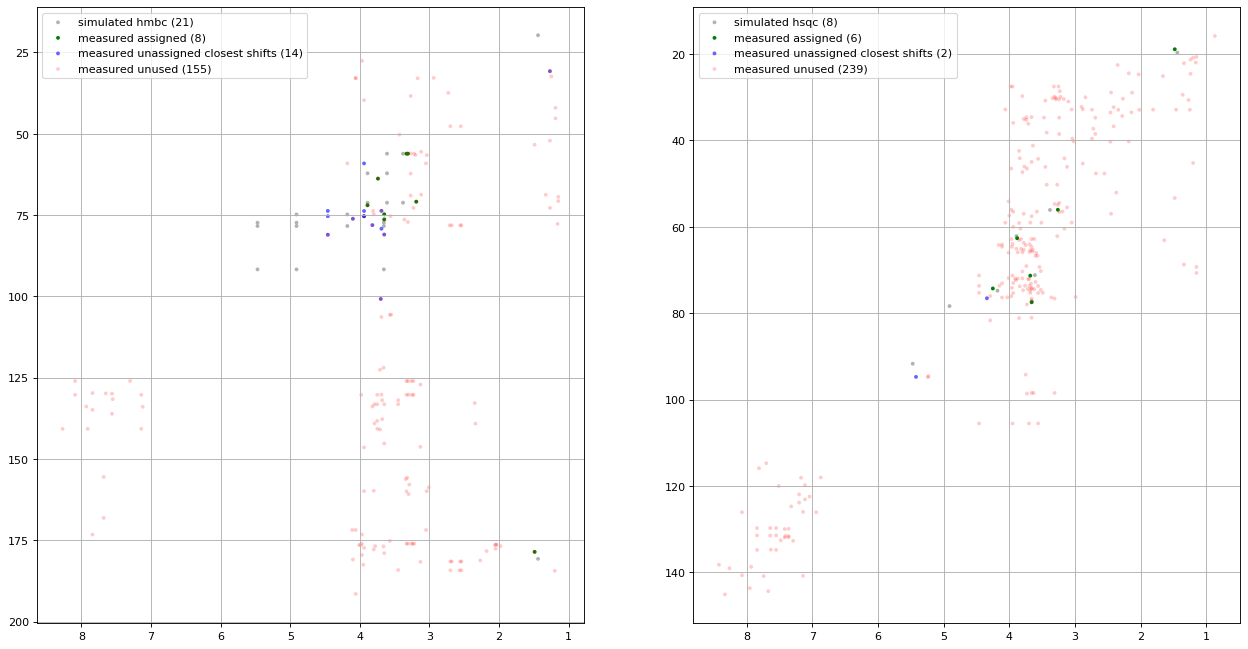 simulated hmbc (21)
measured assigned (8)
measured unassigned closest shifts (14)
measured unused (155)
25
50
75
100
125
150
175
200
8 7 6 5 4 3 2 1
simulated hsqc (8)
measured assigned (6)
measured unassigned closest shifts (2)
measured unused (239)
20
40
60
80
100
120
140
8 7 6 5 4 3 2 1